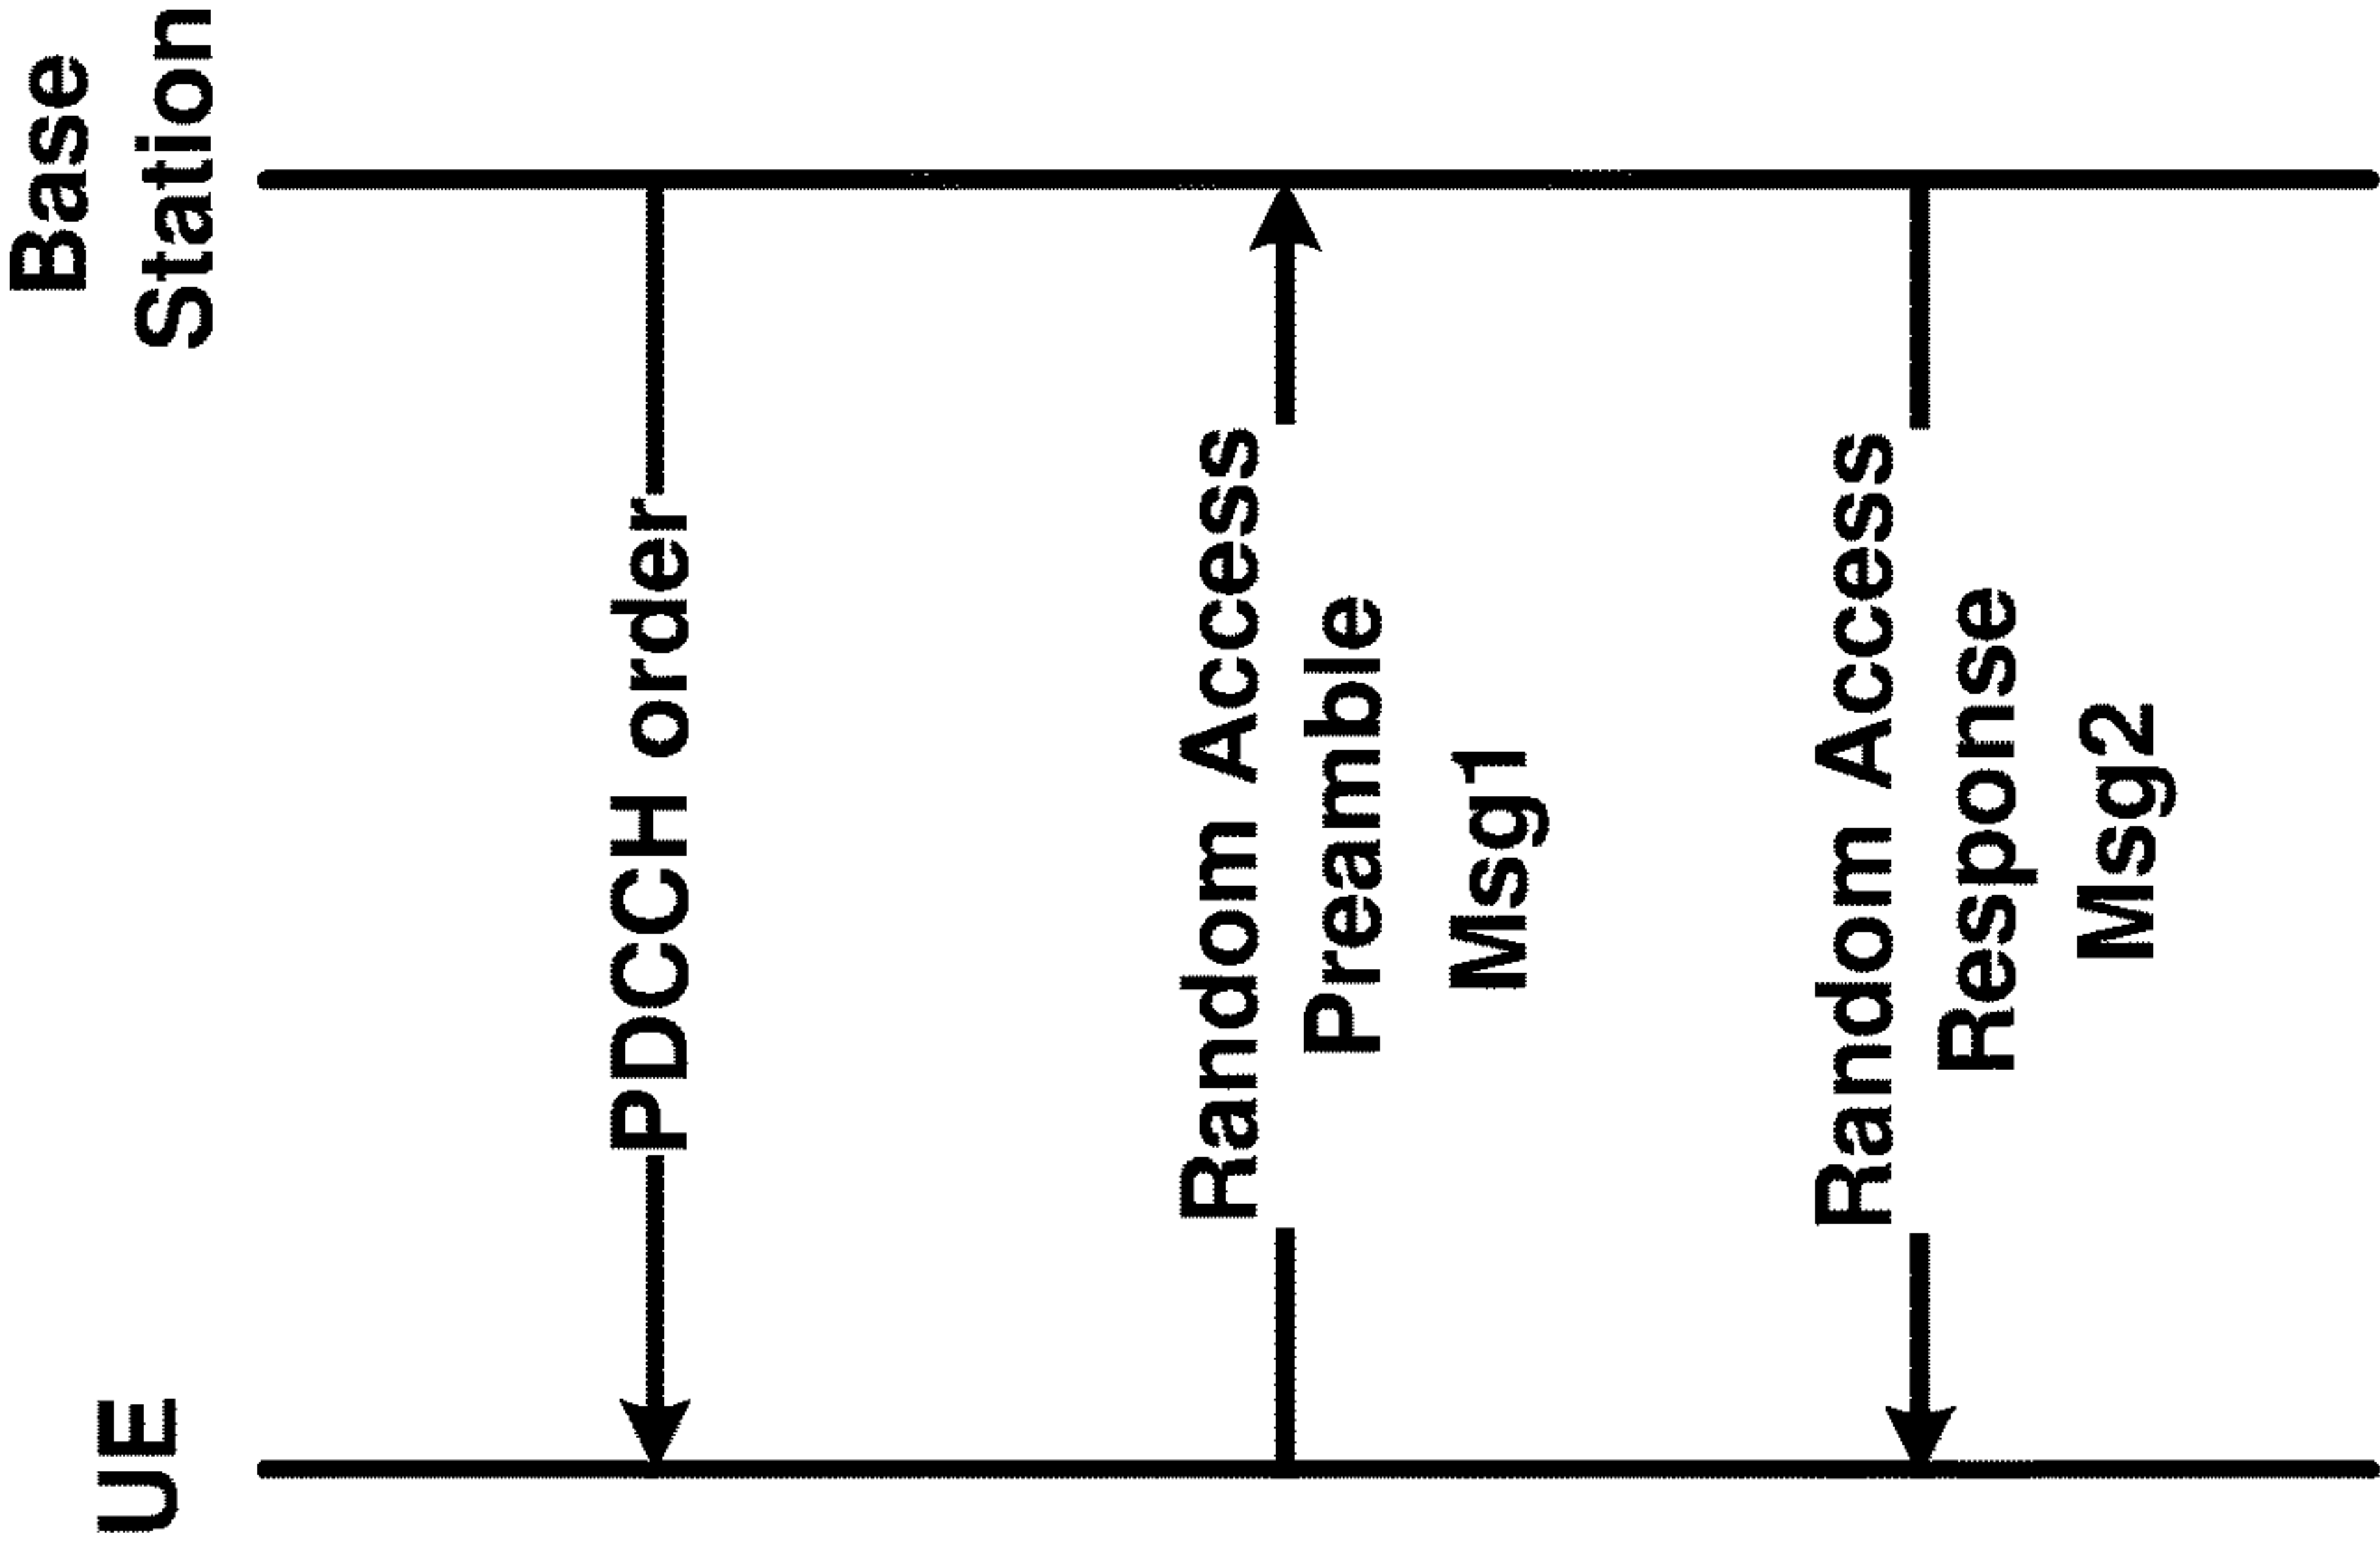 UE
Base
Station
PDCCH order
Random Access
Preamble
Msg1
Random Access
Response
Msg2